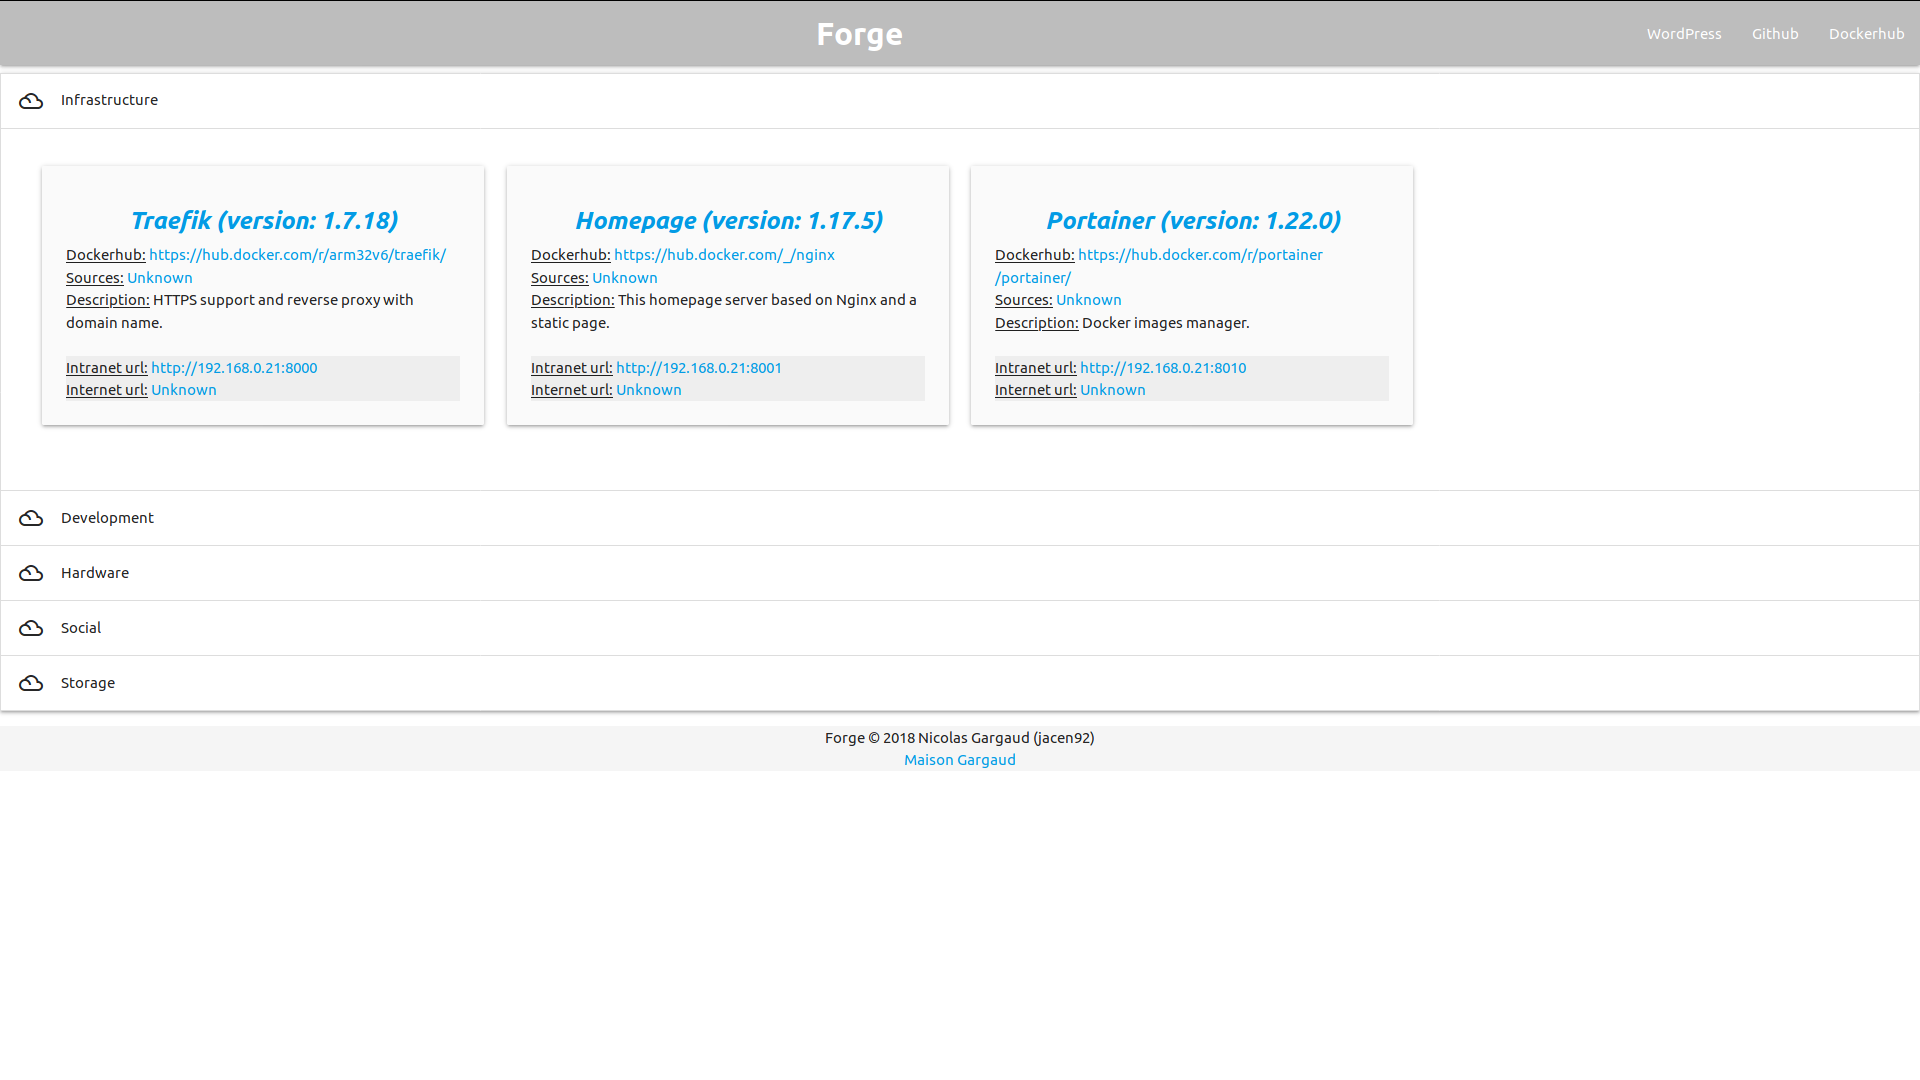 Forge
WordPress
Github
Dockerhub
Infrastructure
Traefik (version: 1.7.18)
Dockerhub: https://hub.docker.com/r/arm32v6/traefik/
Sources: Unknown
Description: HTTPS support and reverse proxy with
domain name.
Intranet url: http://192.168.0.21:8000
Internet url: Unknown
Homepage (version: 1.17.5)
Dockerhub: https://hub.docker.com/_/nginx
Sources: Unknown
Description: This homepage server based on Nginx and a
static page.
Intranet url: http://192.168.0.21:8001
Internet url: Unknown
Portainer (version: 1.22.0)
Dockerhub: https://hub.docker.com/r/portainer
/portainer/
Sources: Unknown
Description: Docker images manager.
Intranet url: http://192.168.0.21:8010
Internet url: Unknown
Development
Hardware
Social
Storage
Forge © 2018 Nicolas Gargaud (jacen92)
Maison Gargaud